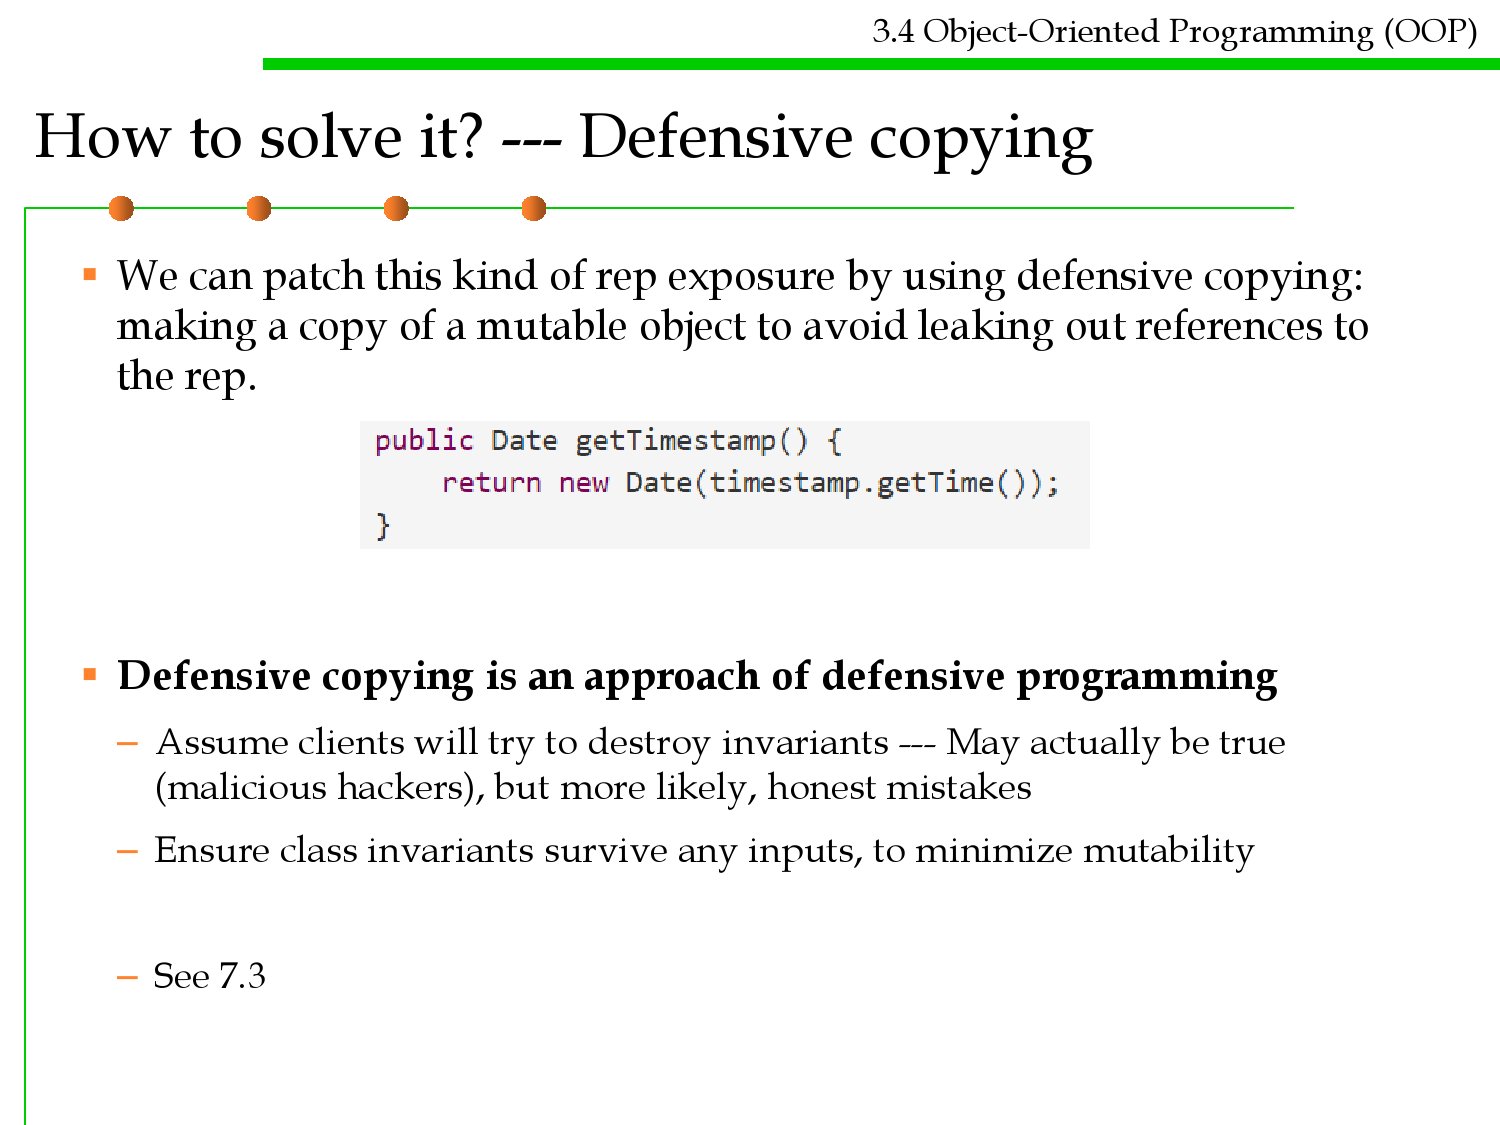 3.4 Object-Oriented Programming (OOP)
How to solve it? --- Defensive copying
▪ We can patch this kind of rep exposure by using defensive copying:
making a copy of a mutable object to avoid leaking out references to
the rep.
public Date getTimestamp() {
    return new Date(timestamp.getTime());
}
▪ Defensive copying is an approach of defensive programming
– Assume clients will try to destroy invariants --- May actually be true
(malicious hackers), but more likely, honest mistakes
– Ensure class invariants survive any inputs, to minimize mutability
– See 7.3